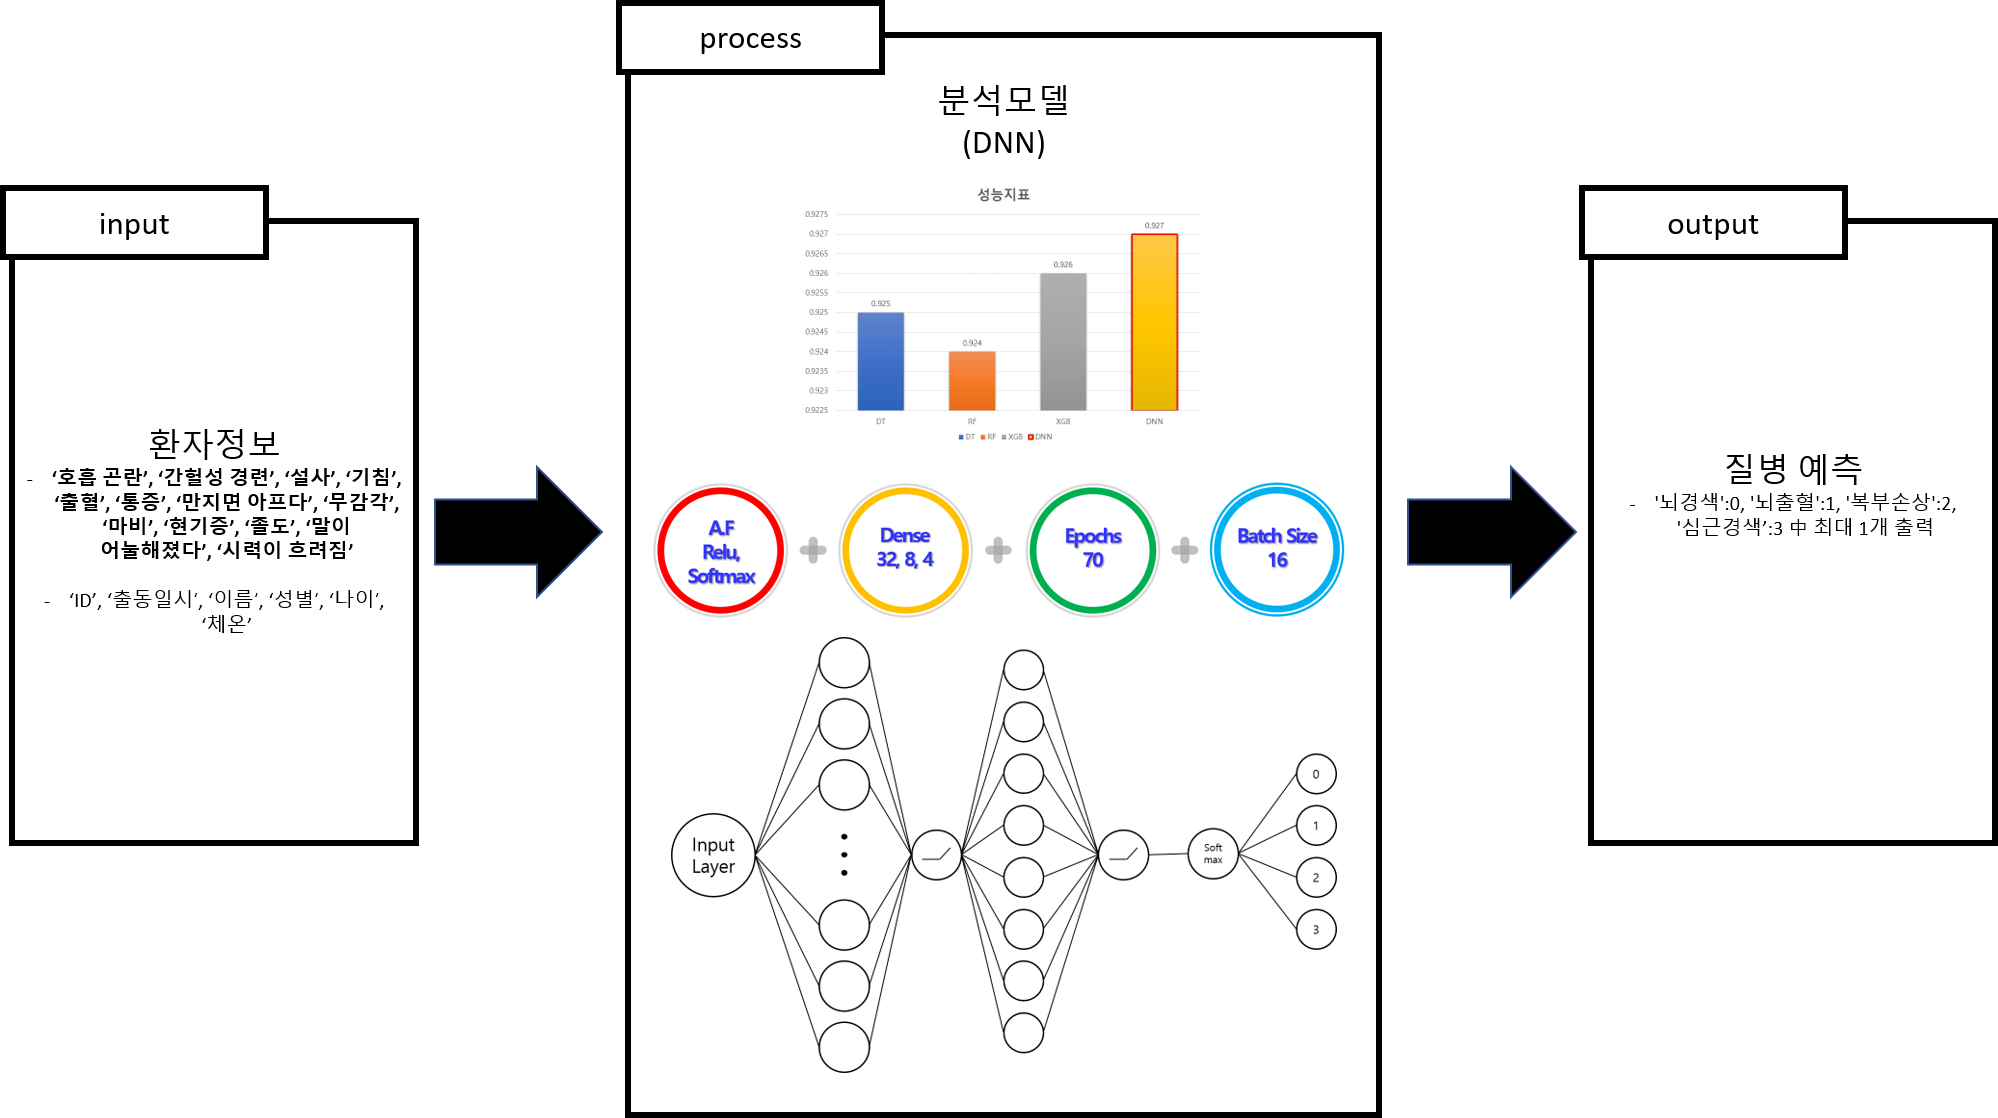 input
환자정보
- ‘호흡 곤란’, ‘간헐성 경련’, ‘설사’, ‘기침’,
‘출혈’, ‘통증’, ‘만지면 아프다’, ‘무감각’,
‘마비’, ‘현기증’, ‘졸도’, ‘말이
어눌해졌다’, ‘시력이 흐려짐’
- ‘ID’, ‘출동일시’, ‘이름‘, ‘성별‘, ‘나이’,
‘체온’
process
분석모델
(DNN)
성능지표
0.9275
0.927
0.9265
0.926
0.9255
0.925
0.9245
0.924
0.9235
0.923
0.9225
0.925
0.924
0.926
0.927
DT
RF
XGB
DNN
DT RF XGB DNN
A.F
Relu,
Softmax
Dense
32, 8, 4
Epochs
70
Batch Size
16
Input
Layer
Soft
max
0
1
2
3
output
질병 예측
- '뇌경색':0, '뇌출혈':1, '복부손상':2,
'심근경색’:3 中 최대 1개 출력